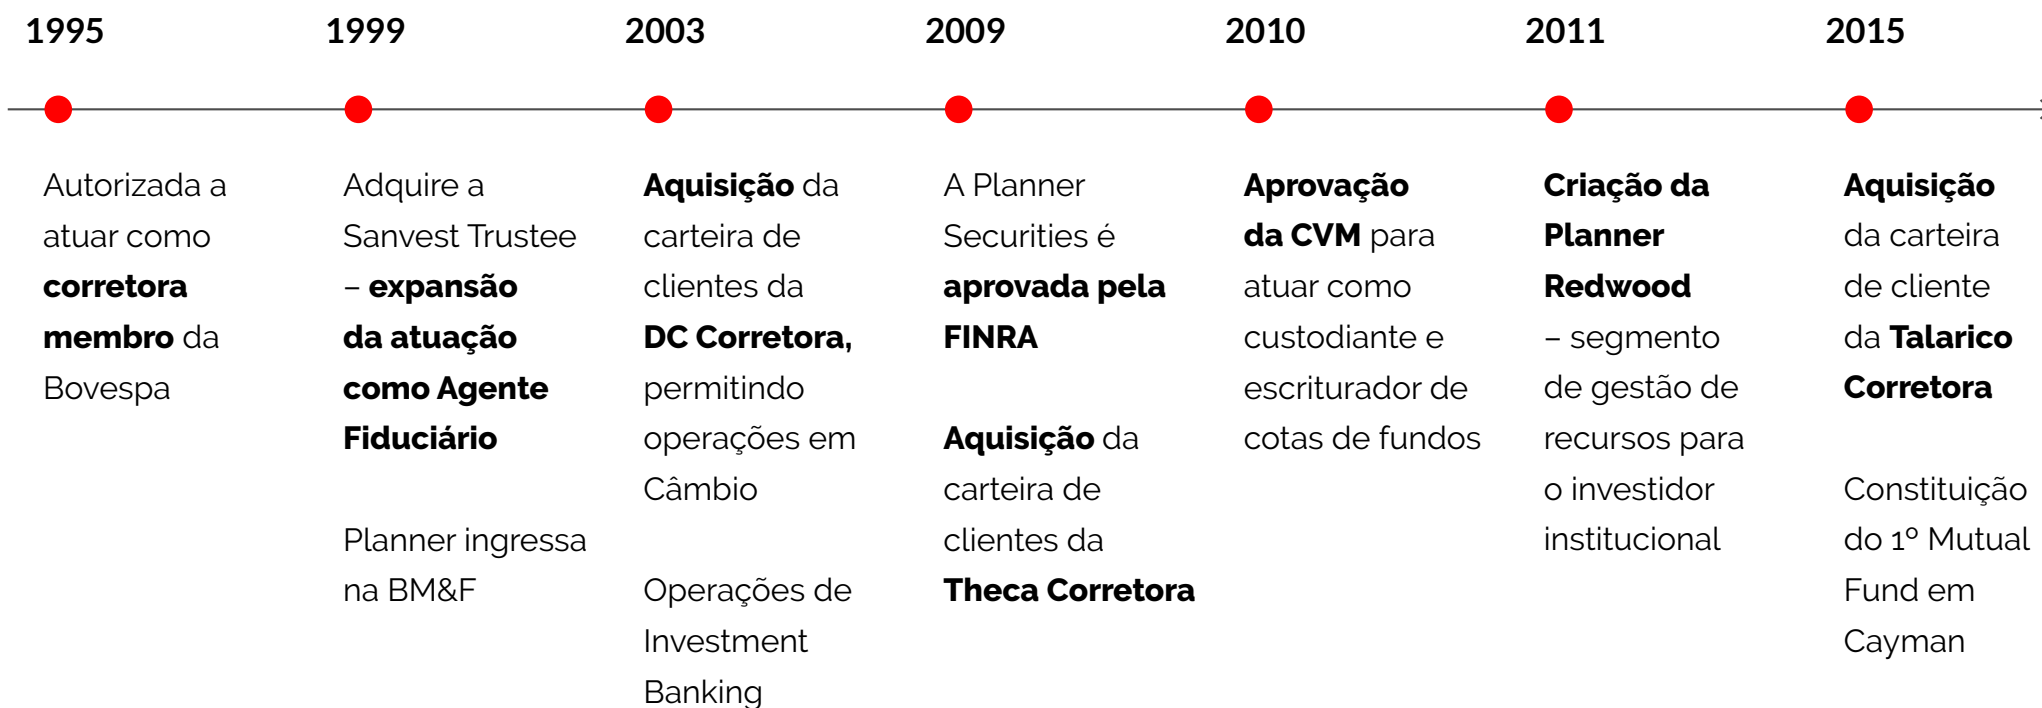 1995
Autorizada a
atuar como
corretora
membro da
Bovespa
1999
Adquire a
Sanvest Trustee
– expansão
da atuação
como Agente
Fiduciário
Planner ingressa
na BM&F
2003
Aquisição da
carteira de
clientes da
DC Corretora,
permitindo
operações em
Câmbio
Operações de
Investment
Banking
2009
A Planner
Securities é
aprovada pela
FINRA
Aquisição da
carteira de
clientes da
Theca Corretora
2010
Aprovação
da CVM para
atuar como
custodiante e
escriturador de
cotas de fundos
2011
Criação da
Planner
Redwood
– segmento
de gestão de
recursos para
o investidor
institucional
2015
Aquisição
da carteira
de cliente
da Talarico
Corretora
Constituição
do 1º Mutual
Fund em
Cayman